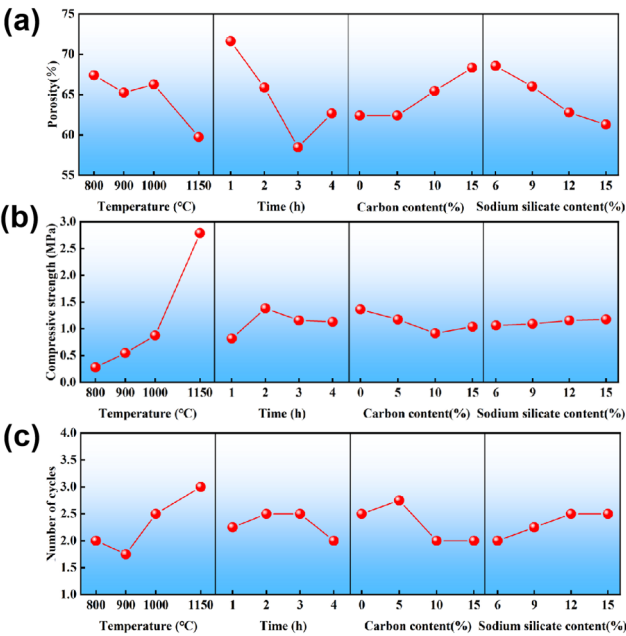 (a)
Porosity(%)
75
70
65
60
55
800 900 1000 1150 1 2 3 4 0 5 10 15 6 9 12 15
Temperature (°C) Time (h) Carbon content(%) Sodium silicate content(%)
(b)
Compressive strength (MPa)
3.0
2.5
2.0
1.5
1.0
0.5
0.0
800 900 1000 1150 1 2 3 4 0 5 10 15 6 9 12 15
Temperature (°C) Time (h) Carbon content(%) Sodium silicate content(%)
(c)
Number of cycles
4.0
3.5
3.0
2.5
2.0
1.5
1.0
800 900 1000 1150 1 2 3 4 0 5 10 15 6 9 12 15
Temperature (°C) Time (h) Carbon content(%) Sodium silicate content(%)